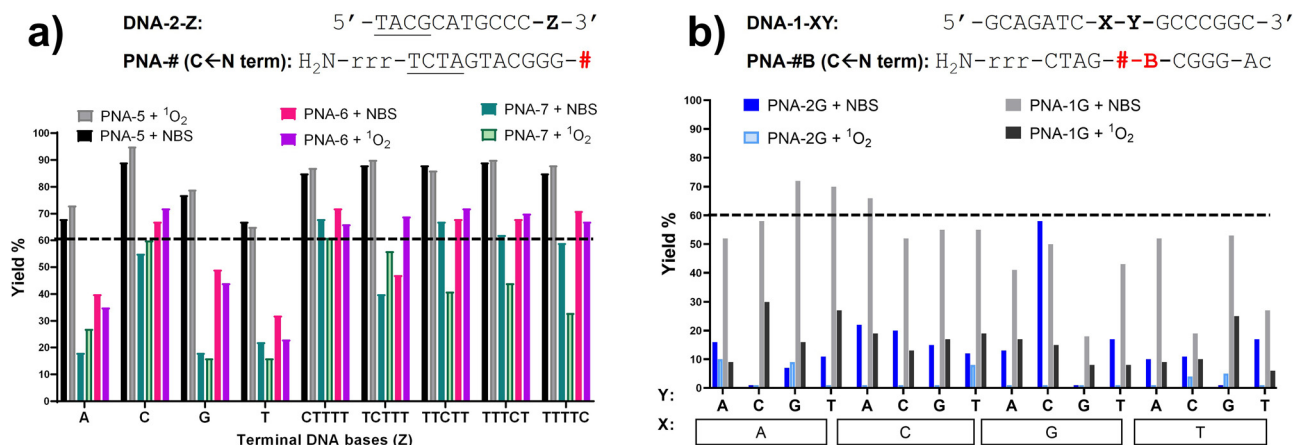 a)
DNA-2-Z: 5′-TACGCATGCCC-Z-3′
PNA-# (C←N term): H₂N-rrr-TCTAGTACGGG-#
PNA-5 + ¹O₂
PNA-5 + NBS
PNA-6 + NBS
PNA-6 + ¹O₂
PNA-7 + NBS
PNA-7 + ¹O₂
Yield %
100
90
80
70
60
50
40
30
20
10
0
A C G T CTTTT TCTTT TTCTT TTTCT TTTTC
Terminal DNA bases (Z)
b)
DNA-1-XY: 5′-GCAGATC-X-Y-GCCCGGC-3′
PNA-#B (C←N term): H₂N-rrr-CTAG-#-B-CGGG-Ac
PNA-2G + NBS
PNA-2G + ¹O₂
PNA-1G + NBS
PNA-1G + ¹O₂
Yield %
100
90
80
70
60
50
40
30
20
10
0
Y: A C G T A C G T A C G T A C G T
X: A C G T